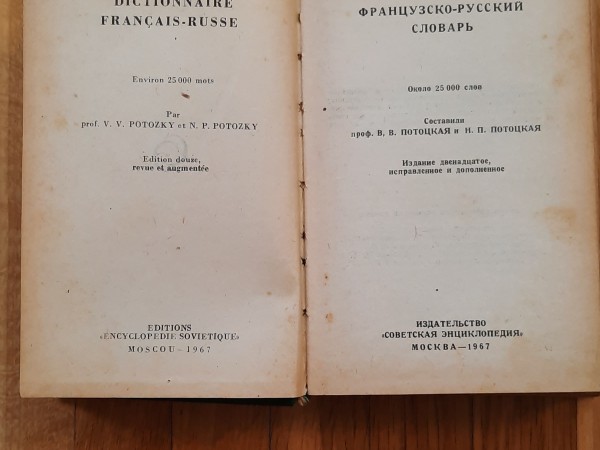 DICTIONNAIRE
FRANÇAIS-RUSSE
Environ 25 000 mots
Par
prof. V. V. POTOZKY et N. P. POTOZKY
Edition douze,
revue et augmentée
EDITIONS
«ENCYCLOPEDIE SOVIETIQUE»
MOSCOU—1967
ФРАНЦУЗСКО-РУССКИЙ
СЛОВАРЬ
Около 25 000 слов
Составили
проф. В. В. ПОТОЦКАЯ и Н. П. ПОТОЦКАЯ
Издание двенадцатое,
исправленное и дополненное
ИЗДАТЕЛЬСТВО
«СОВЕТСКАЯ ЭНЦИКЛОПЕДИЯ»
МОСКВА—1967